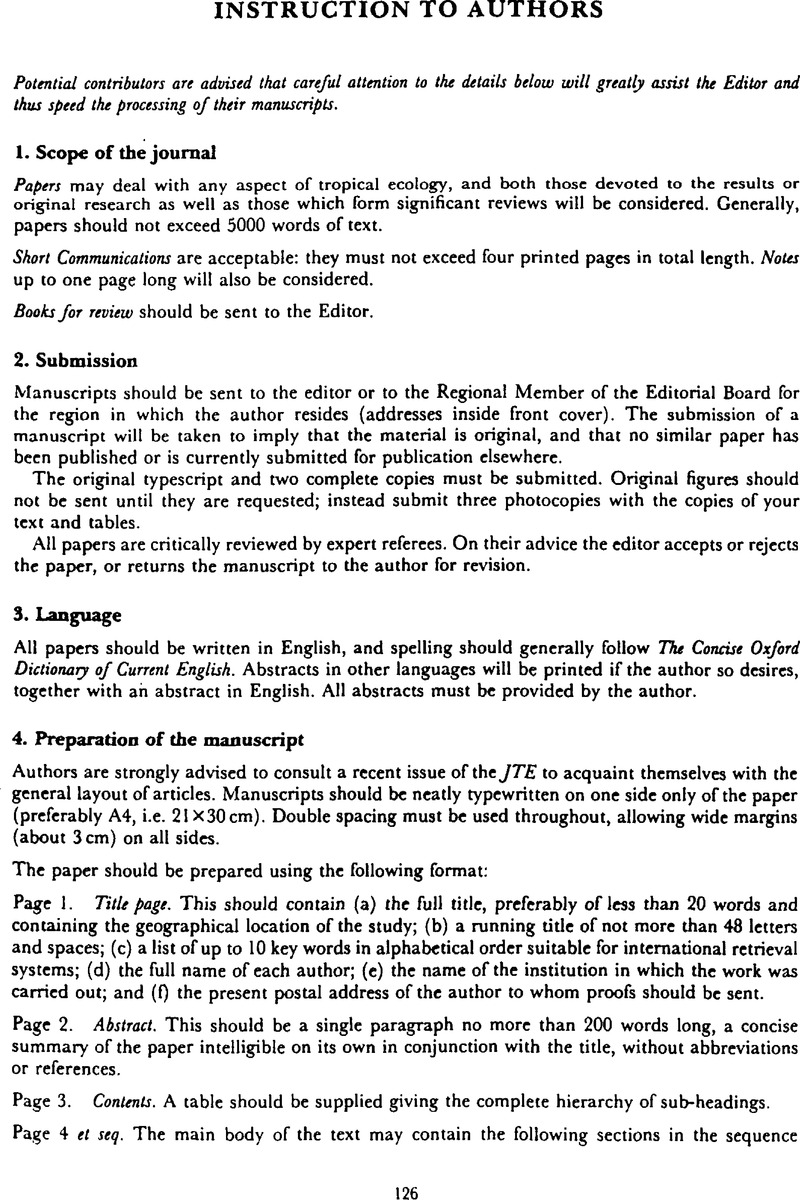 INSTRUCTION TO AUTHORS
Potential contributors are advised that careful attention to the details below will greatly assist the Editor and
thus speed the processing of their manuscripts.
1. Scope of the journal
Papers may deal with any aspect of tropical ecology, and both those devoted to the results or
original research as well as those which form significant reviews will be considered. Generally,
papers should not exceed 5000 words of text.
Short Communications are acceptable: they must not exceed four printed pages in total length. Notes
up to one page long will also be considered.
Books for review should be sent to the Editor.
2. Submission
Manuscripts should be sent to the editor or to the Regional Member of the Editorial Board for
the region in which the author resides (addresses inside front cover). The submission of a
manuscript will be taken to imply that the material is original, and that no similar paper has
been published or is currently submitted for publication elsewhere.
The original typescript and two complete copies must be submitted. Original figures should
not be sent until they are requested; instead submit three photocopies with the copies of your
text and tables.
All papers are critically reviewed by expert referees. On their advice the editor accepts or rejects
the paper, or returns the manuscript to the author for revision.
3. Language
All papers should be written in English, and spelling should generally follow The Concise Oxford
Dictionary of Current English. Abstracts in other languages will be printed if the author so desires,
together with an abstract in English. All abstracts must be provided by the author.
4. Preparation of the manuscript
Authors are strongly advised to consult a recent issue of the JTE to acquaint themselves with the
general layout of articles. Manuscripts should be neatly typewritten on one side only of the paper
(preferably A4, i.e. 21×30 cm). Double spacing must be used throughout, allowing wide margins
(about 3 cm) on all sides.
The paper should be prepared using the following format:
Page 1. Title page. This should contain (a) the full title, preferably of less than 20 words and
containing the geographical location of the study; (b) a running title of not more than 48 letters
and spaces; (c) a list of up to 10 key words in alphabetical order suitable for international retrieval
systems; (d) the full name of each author; (e) the name of the institution in which the work was
carried out; and (f) the present postal address of the author to whom proofs should be sent.
Page 2. Abstract. This should be a single paragraph no more than 200 words long, a concise
summary of the paper intelligible on its own in conjunction with the title, without abbreviations
or references.
Page 3. Contents. A table should be supplied giving the complete hierarchy of sub-headings.
Page 4 et seq. The main body of the text may contain the following sections in the sequence
126